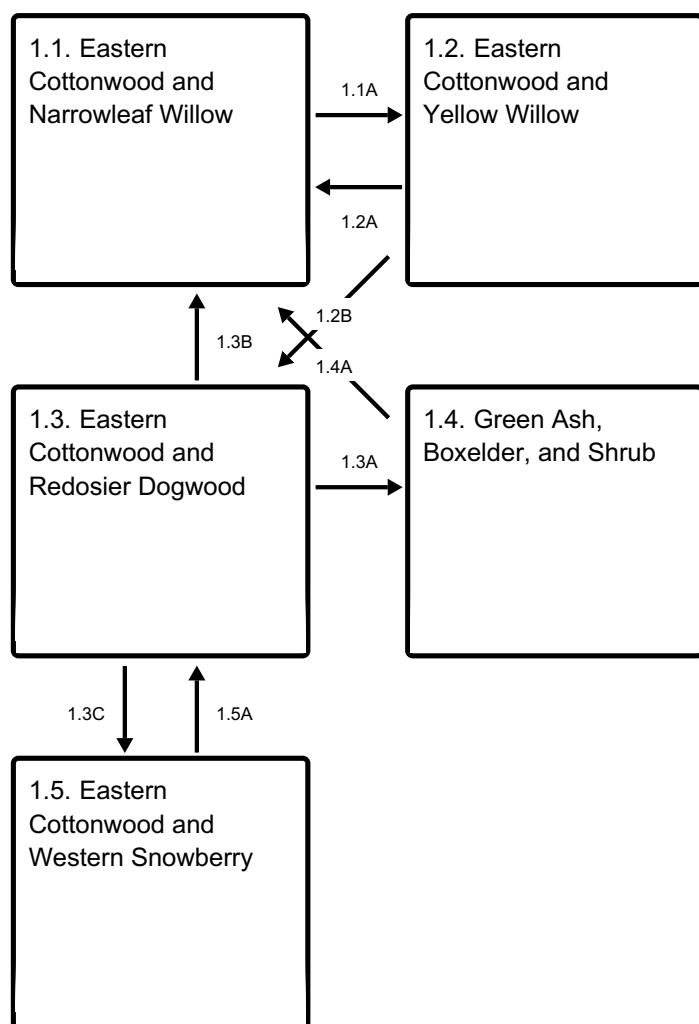 1.1. Eastern
Cottonwood and
Narrowleaf Willow
1.1A
1.2. Eastern
Cottonwood and
Yellow Willow
1.2A
1.2B
1.3B
1.4A
1.3. Eastern
Cottonwood and
Redosier Dogwood
1.3A
1.4. Green Ash,
Boxelder, and Shrub
1.3C
1.5A
1.5. Eastern
Cottonwood and
Western Snowberry